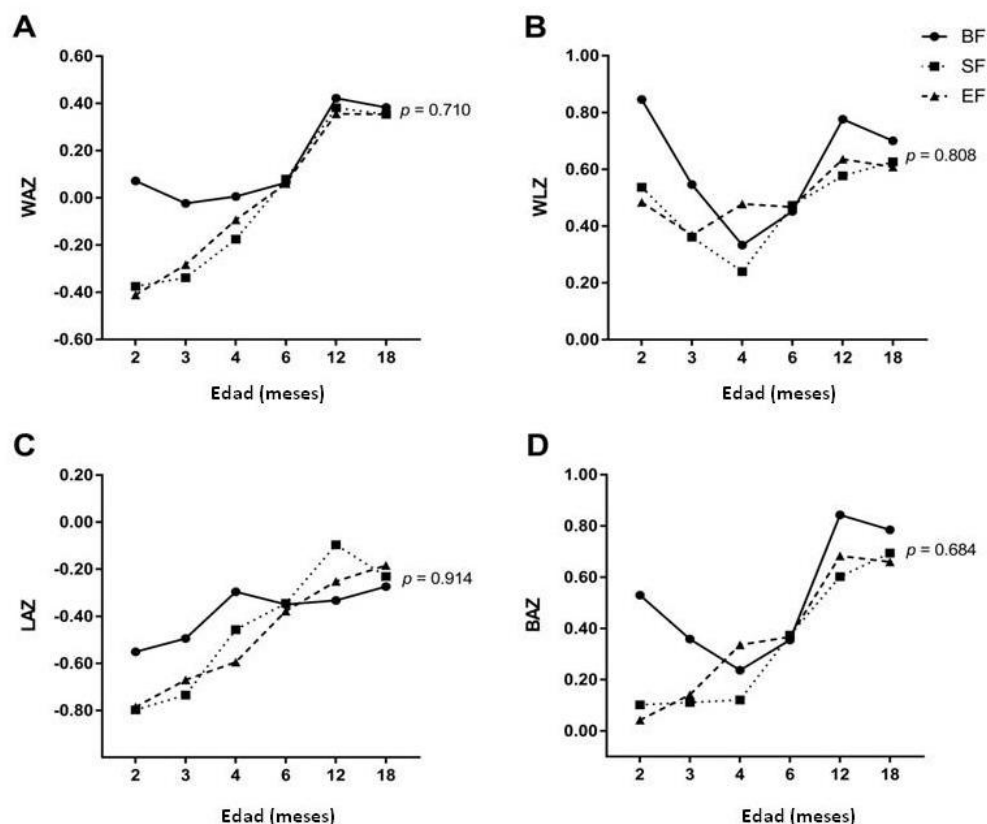 A
0.60
0.40
0.20
0.00
-0.20
-0.40
-0.60
WAZ
p = 0.710
2 3 4 6 12 18
Edad (meses)
B
1.00
0.80
0.60
0.40
0.20
0.00
WLZ
BF
SF
EF
p = 0.808
2 3 4 6 12 18
Edad (meses)
C
0.20
0.00
-0.20
-0.40
-0.60
-0.80
LAZ
p = 0.914
2 3 4 6 12 18
Edad (meses)
D
1.00
0.80
0.60
0.40
0.20
0.00
BAZ
p = 0.684
2 3 4 6 12 18
Edad (meses)